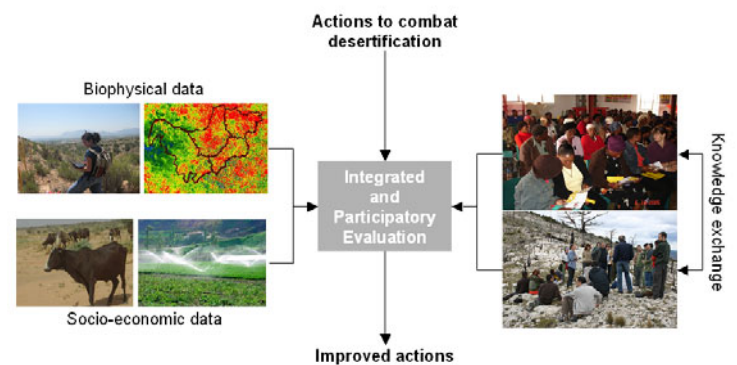 Actions to combat
desertification
Biophysical data
Integrated
and
Participatory
Evaluation
Socio-economic data
Knowledge exchange
Improved actions